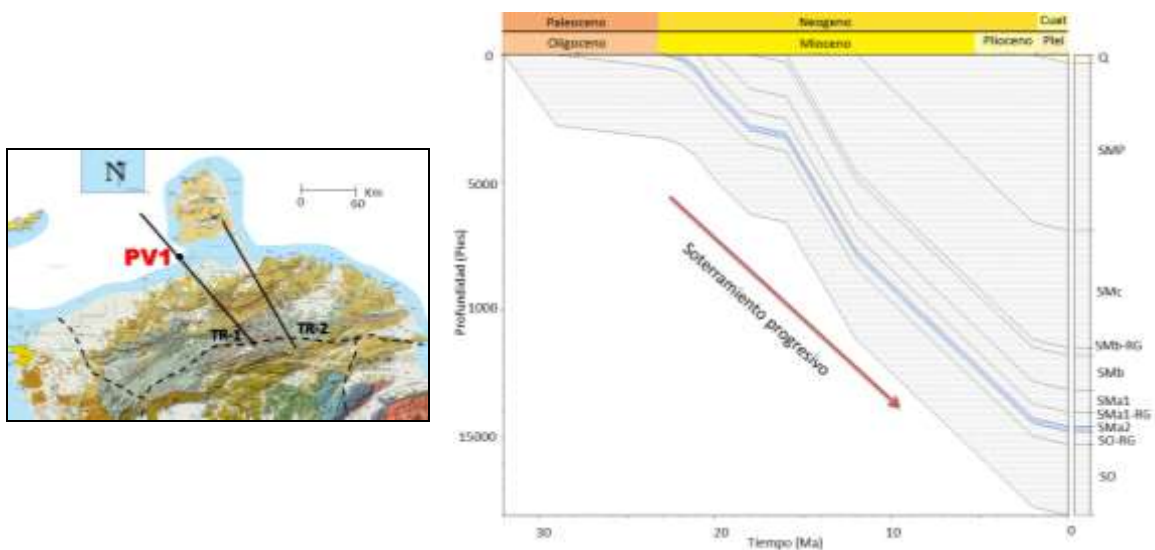 N
Km
0 60
PV1
TR-1
TR-2
Paleoceno Neogeno Cuat
Oligoceno Mioceno Plioceno Plei
0
5000
1000
15000
Profundidad (Pies)
Soterramiento progresivo
Q
SMP
SMc
SMb-RG
SMb
SMa1
SMa1-RG
SMa2
SO-RG
SO
30 20 10 0
Tiempo (Ma)